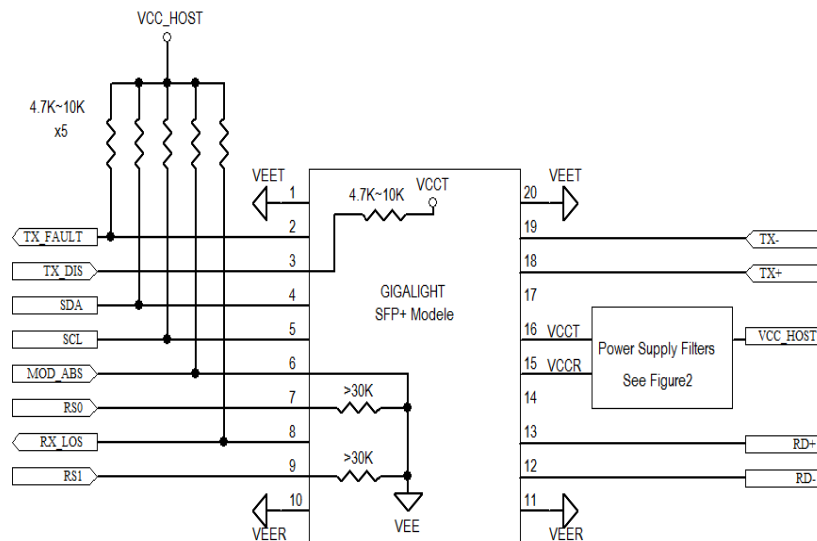 VCC_HOST
4.7K~10K
x5
VEET
1
4.7K~10K
VCCT
20
VEET
TX_FAULT
2
19
TX-
TX_DIS
3
18
TX+
SDA
4
GIGALIGHT
SFP+ Modele
17
SCL
5
16
VCCT
Power Supply Filters
See Figure2
VCC_HOST
MOD_ABS
6
15
VCCR
RS0
7
>30K
14
RX_LOS
8
13
RD+
RS1
9
>30K
12
RD-
VEER
10
VEE
11
VEER